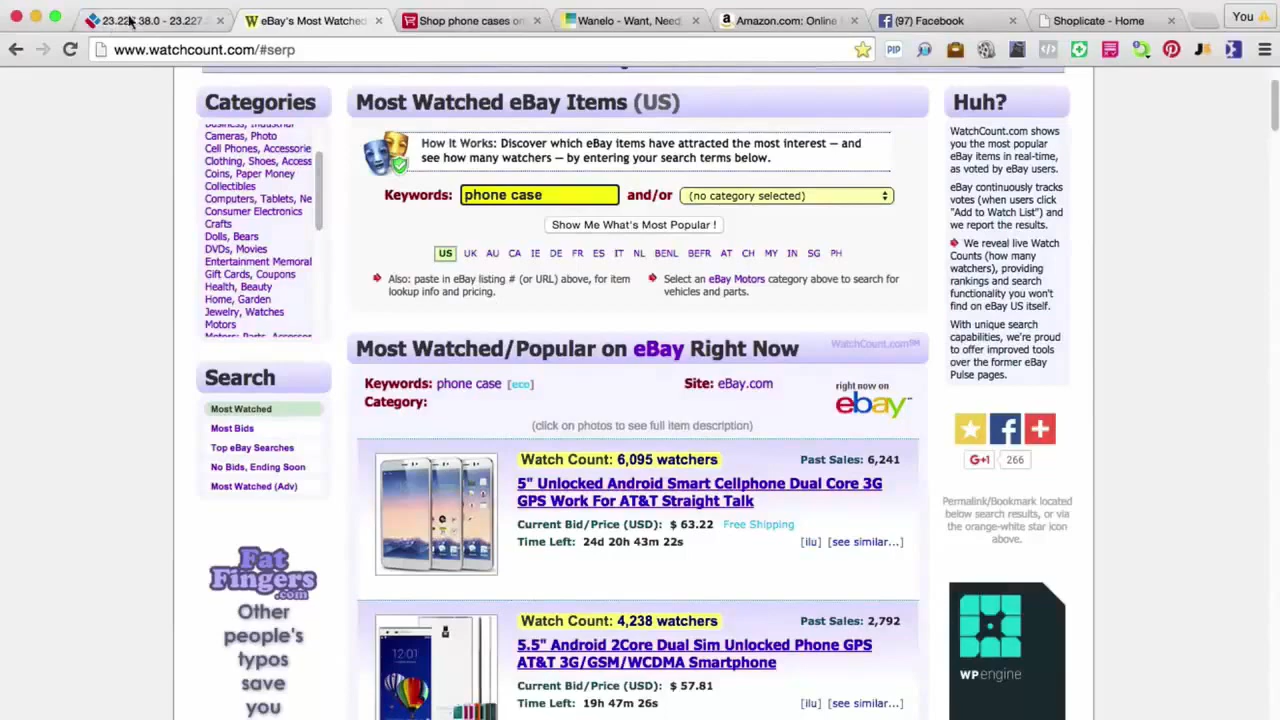 23.227.38.0 - 23.227.
eBay's Most Watched
Shop phone cases on
Wanelo - Want, Need,
Amazon.com: Online
(97) Facebook
Shoplicate - Home
You
www.watchcount.com/#serp
PIP
Categories
Cameras, Photo
Cell Phones, Accessorie
Clothing, Shoes, Access
Coins, Paper Money
Collectibles
Computers, Tablets, Ne
Consumer Electronics
Crafts
Dolls, Bears
DVDs, Movies
Entertainment Memoral
Gift Cards, Coupons
Health, Beauty
Home, Garden
Jewelry, Watches
Motors
Search
Most Watched
Most Bids
Top eBay Searches
No Bids, Ending Soon
Most Watched (Adv)
Fat
Fingers
.com
Other
people's
typos
save
you
Most Watched eBay Items (US)
How It Works: Discover which eBay items have attracted the most interest — and
see how many watchers — by entering your search terms below.
Keywords: phone case and/or (no category selected)
Show Me What's Most Popular !
US UK AU CA IE DE FR ES IT NL BENL BEFR AT CH MY IN SG PH
Also: paste in eBay listing # (or URL) above, for item
lookup info and pricing.
Select an eBay Motors category above to search for
vehicles and parts.
Most Watched/Popular on eBay Right Now
WatchCount.com℠
Keywords: phone case [eco]
Site: eBay.com
Category:
right now on
ebay™
(click on photos to see full item description)
Watch Count: 6,095 watchers
Past Sales: 6,241
5" Unlocked Android Smart Cellphone Dual Core 3G
GPS Work For AT&T Straight Talk
Current Bid/Price (USD): $ 63.22 Free Shipping
Time Left: 24d 20h 43m 22s
[ilu] [see similar...]
Watch Count: 4,238 watchers
Past Sales: 2,792
5.5" Android 2Core Dual Sim Unlocked Phone GPS
AT&T 3G/GSM/WCDMA Smartphone
Current Bid/Price (USD): $ 57.81
Time Left: 19h 47m 26s
[ilu] [see similar...]
12:01
Huh?
WatchCount.com shows
you the most popular
eBay items in real-time,
as voted by eBay users.
eBay continuously tracks
votes (when users click
"Add to Watch List") and
we report the results.
We reveal live Watch
Counts (how many
watchers), providing
rankings and search
functionality you won't
find on eBay US itself.
With unique search
capabilities, we're proud
to offer improved tools
over the former eBay
Pulse pages.
G+1 266
Permalink/Bookmark located
below search results, or via
the orange-white star icon
above.
WPengine